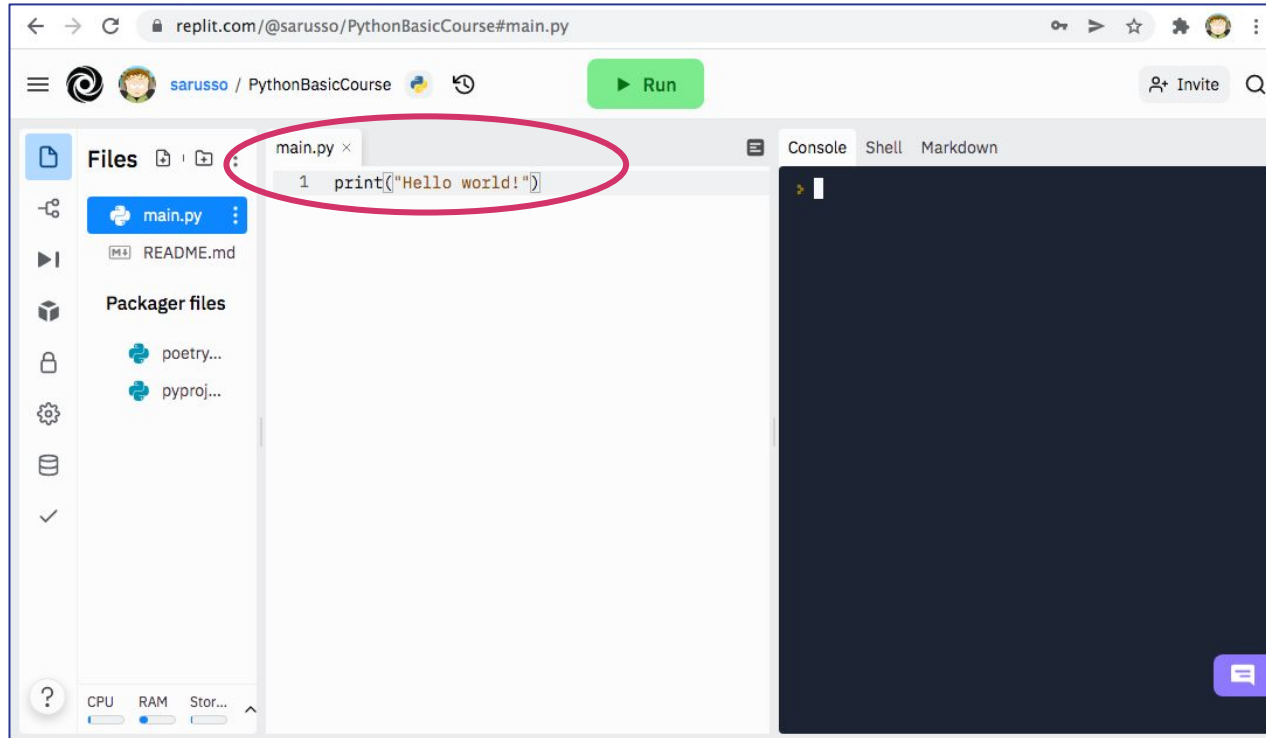 replit.com/@sarusso/PythonBasicCourse#main.py
sarusso / PythonBasicCourse
Run
Invite
Files
main.py
README.md
Packager files
poetry...
pyproj...
CPU RAM Stor...
main.py
1 print("Hello world!")
Console Shell Markdown